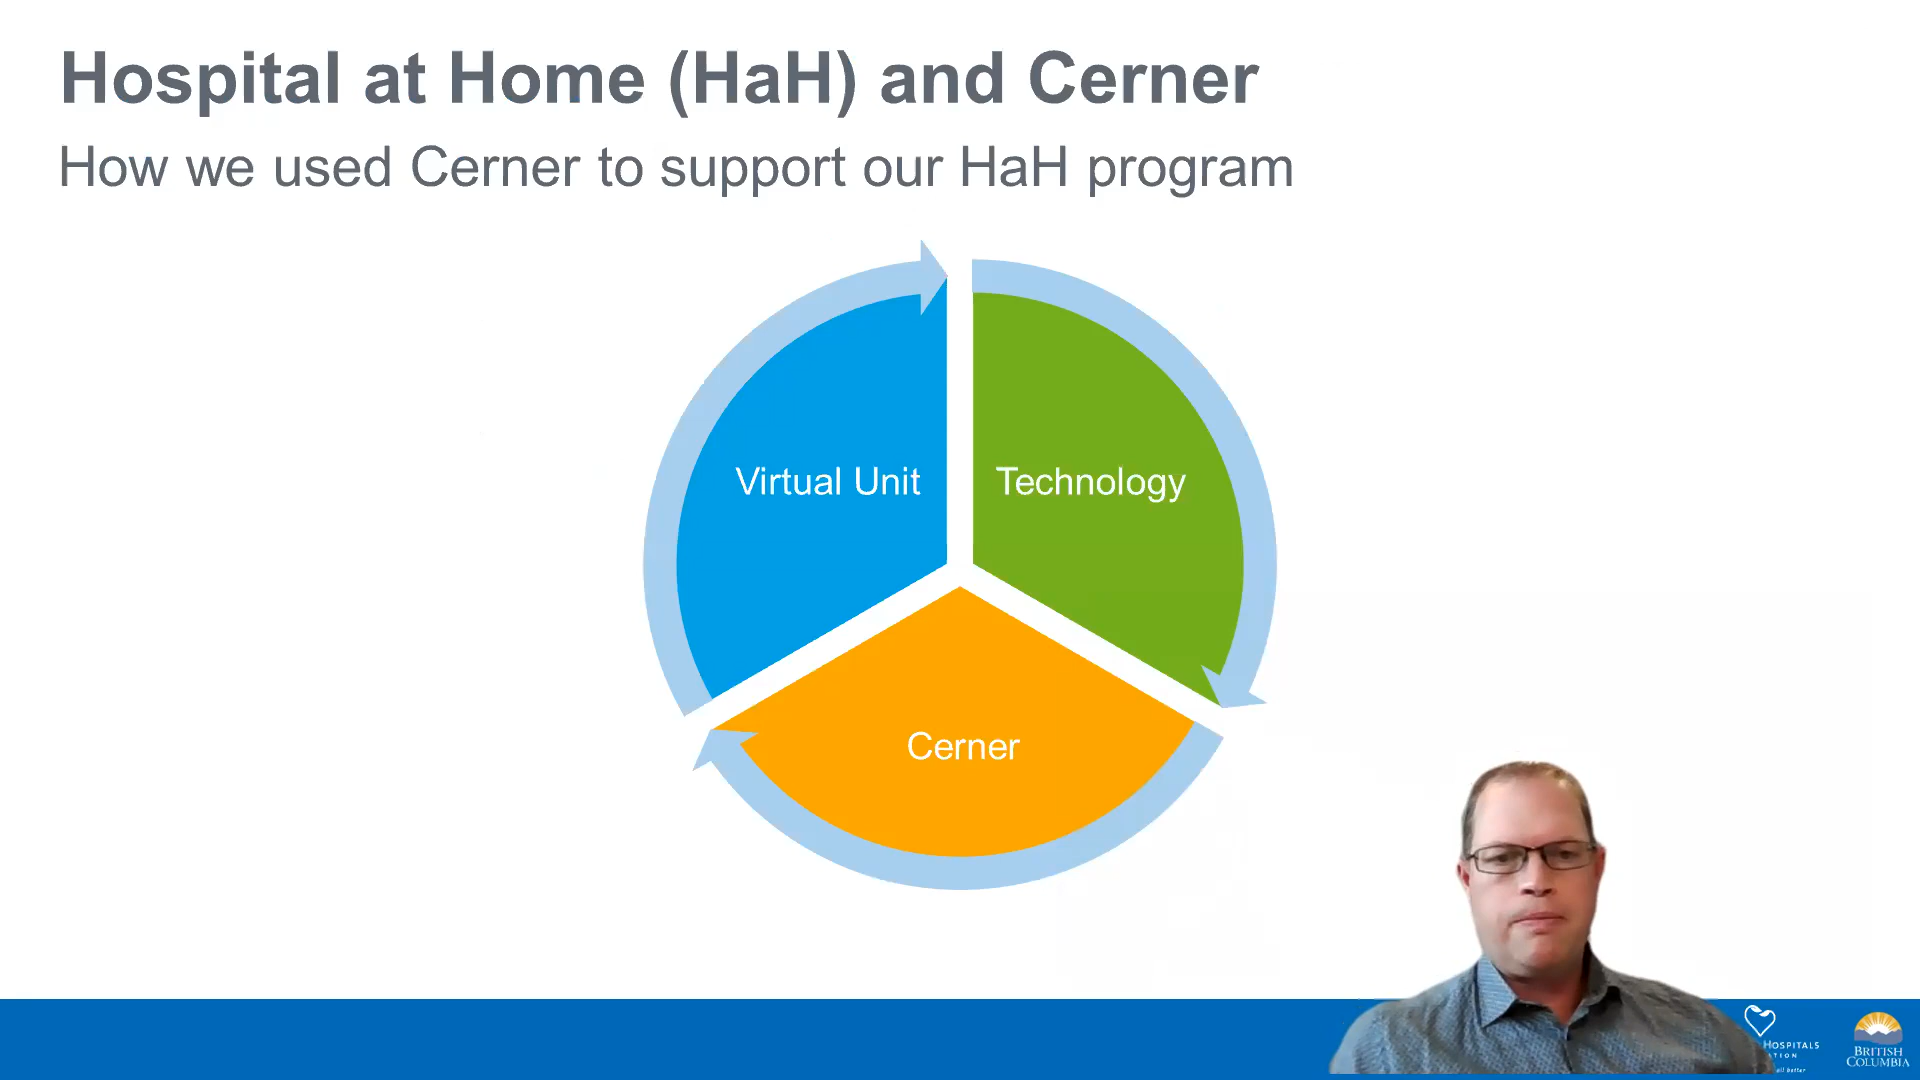 Hospital at Home (HaH) and Cerner
How we used Cerner to support our HaH program
Virtual Unit
Technology
Cerner
HOSPITALS
BRITISH
COLUMBIA